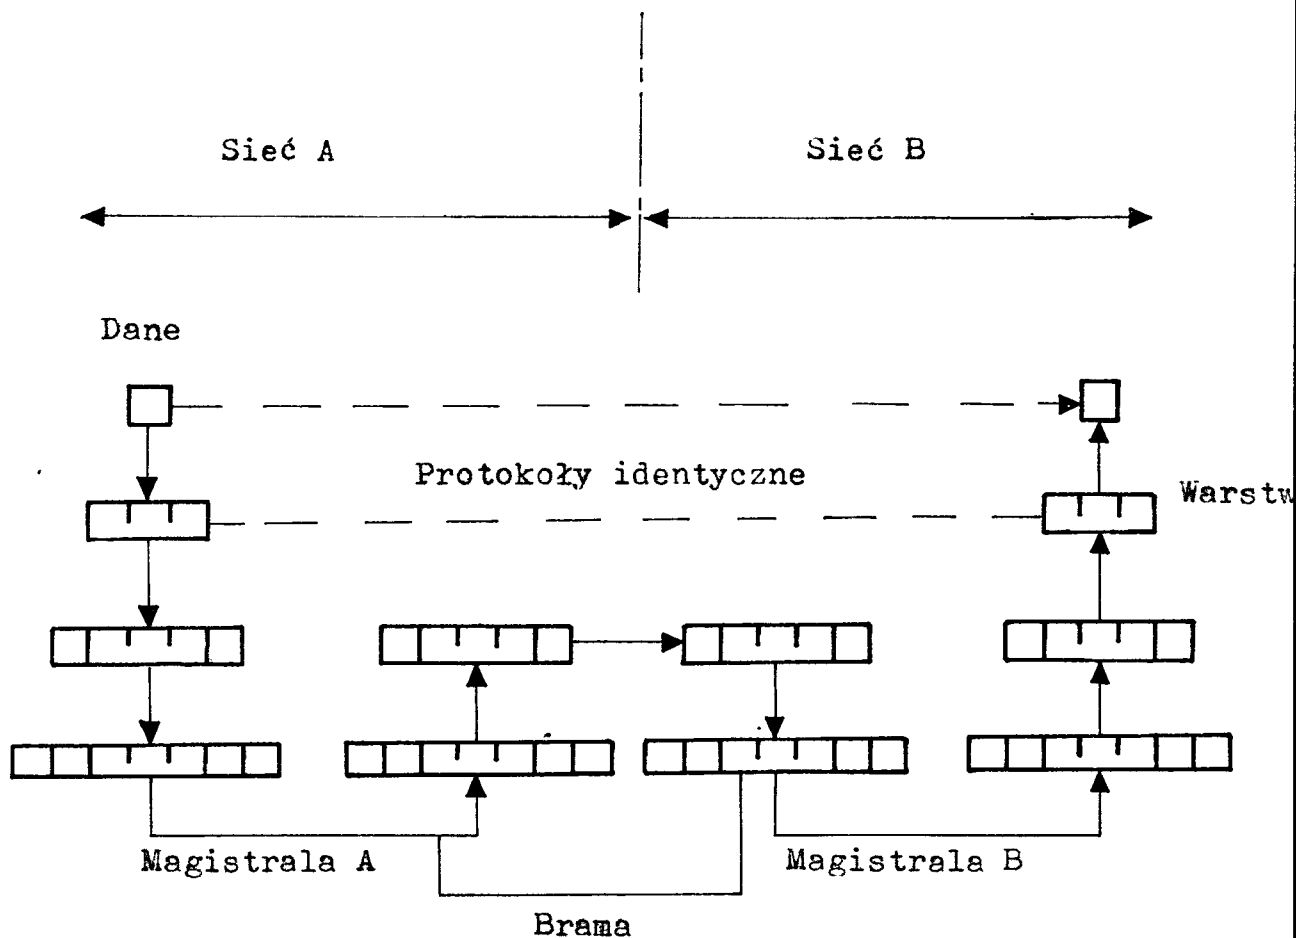 Sieć A
Sieć B
Dane
Protokoły identyczne
Warstw
Magistrala A
Magistrala B
Brama